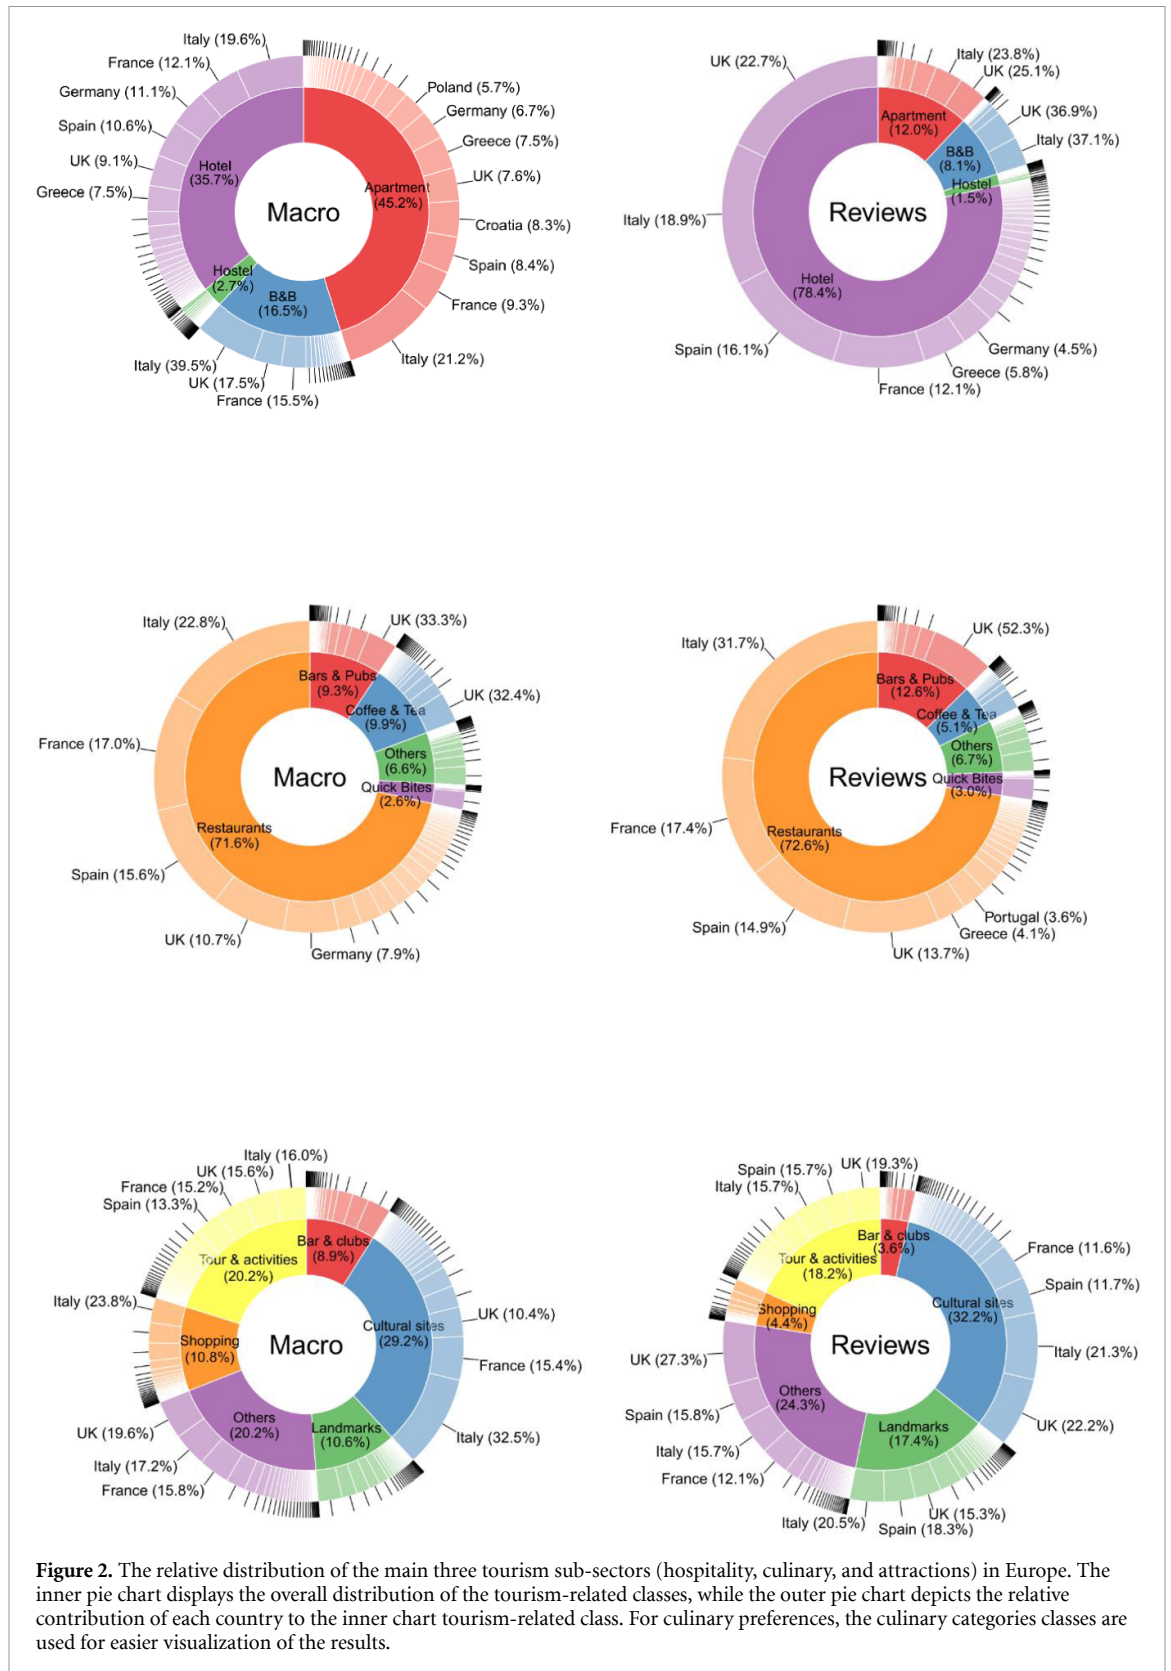 Italy (19.6%)
France (12.1%)
Germany (11.1%)
Spain (10.6%)
UK (9.1%)
Greece (7.5%)
Hotel
(35.7%)
Hostel
(2.7%)
B&B
(16.5%)
Apartment
(45.2%)
Macro
Poland (5.7%)
Germany (6.7%)
Greece (7.5%)
UK (7.6%)
Croatia (8.3%)
Spain (8.4%)
France (9.3%)
Italy (21.2%)
Italy (39.5%)
UK (17.5%)
France (15.5%)
UK (22.7%)
Italy (18.9%)
Spain (16.1%)
Italy (23.8%)
UK (25.1%)
UK (36.9%)
Italy (37.1%)
Apartment
(12.0%)
B&B
(8.1%)
Hostel
(1.5%)
Reviews
Hotel
(78.4%)
Germany (4.5%)
Greece (5.8%)
France (12.1%)
Italy (22.8%)
France (17.0%)
Spain (15.6%)
UK (10.7%)
Germany (7.9%)
UK (33.3%)
UK (32.4%)
Bars & Pubs
(9.3%)
Coffee & Tea
(9.9%)
Others
(6.6%)
Quick Bites
(2.6%)
Macro
Restaurants
(71.6%)
Italy (31.7%)
France (17.4%)
Spain (14.9%)
UK (52.3%)
Bars & Pubs
(12.6%)
Coffee & Tea
(5.1%)
Others
(6.7%)
Quick Bites
(3.0%)
Reviews
Restaurants
(72.6%)
Portugal (3.6%)
Greece (4.1%)
UK (13.7%)
Italy (16.0%)
UK (15.6%)
France (15.2%)
Spain (13.3%)
Italy (23.8%)
Bar & clubs
(8.9%)
Tour & activities
(20.2%)
Cultural sites
(29.2%)
Shopping
(10.8%)
Macro
Others
(20.2%)
Landmarks
(10.6%)
UK (10.4%)
France (15.4%)
Italy (32.5%)
UK (19.6%)
Italy (17.2%)
France (15.8%)
UK (19.3%)
Spain (15.7%)
Italy (15.7%)
Bar & clubs
(3.6%)
Tour & activities
(18.2%)
Cultural sites
(32.2%)
Shopping
(4.4%)
Reviews
Others
(24.3%)
Landmarks
(17.4%)
France (11.6%)
Spain (11.7%)
Italy (21.3%)
UK (22.2%)
UK (27.3%)
Spain (15.8%)
Italy (15.7%)
France (12.1%)
Italy (20.5%)
UK (15.3%)
Spain (18.3%)
Figure 2. The relative distribution of the main three tourism sub-sectors (hospitality, culinary, and attractions) in Europe. The
inner pie chart displays the overall distribution of the tourism-related classes, while the outer pie chart depicts the relative
contribution of each country to the inner chart tourism-related class. For culinary preferences, the culinary categories classes are
used for easier visualization of the results.